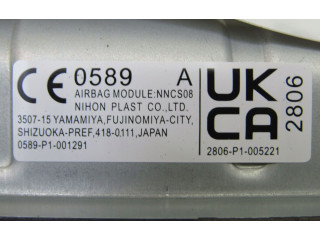 CE 0589 A
AIRBAG MODULE:NNCS08
NIHON PLAST CO.,LTD.
3507-15 YAMAMIYA,FUJINOMIYA-CITY,
SHIZUOKA-PREF,418-0111,JAPAN
0589-P1-001291
UK
CA
2806
2806-P1-005221